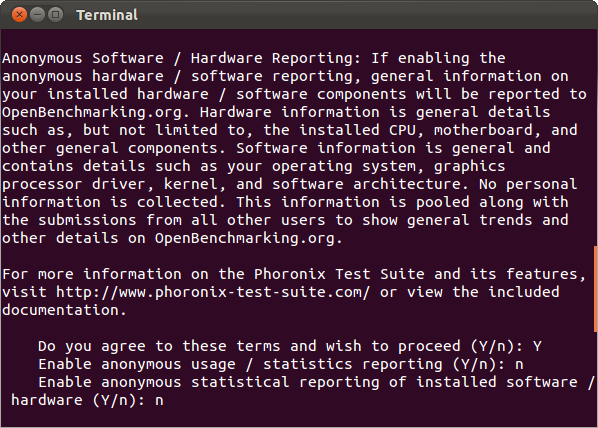 Terminal
Anonymous Software / Hardware Reporting: If enabling the
anonymous hardware / software reporting, general information on
your installed hardware / software components will be reported to
OpenBenchmarking.org. Hardware information is general details
such as, but not limited to, the installed CPU, motherboard, and
other general components. Software information is general and
contains details such as your operating system, graphics
processor driver, kernel, and software architecture. No personal
information is collected. This information is pooled along with
the submissions from all other users to show general trends and
other details on OpenBenchmarking.org.
For more information on the Phoronix Test Suite and its features,
visit http://www.phoronix-test-suite.com/ or view the included
documentation.
Do you agree to these terms and wish to proceed (Y/n): Y
Enable anonymous usage / statistics reporting (Y/n): n
Enable anonymous statistical reporting of installed software /
hardware (Y/n): n